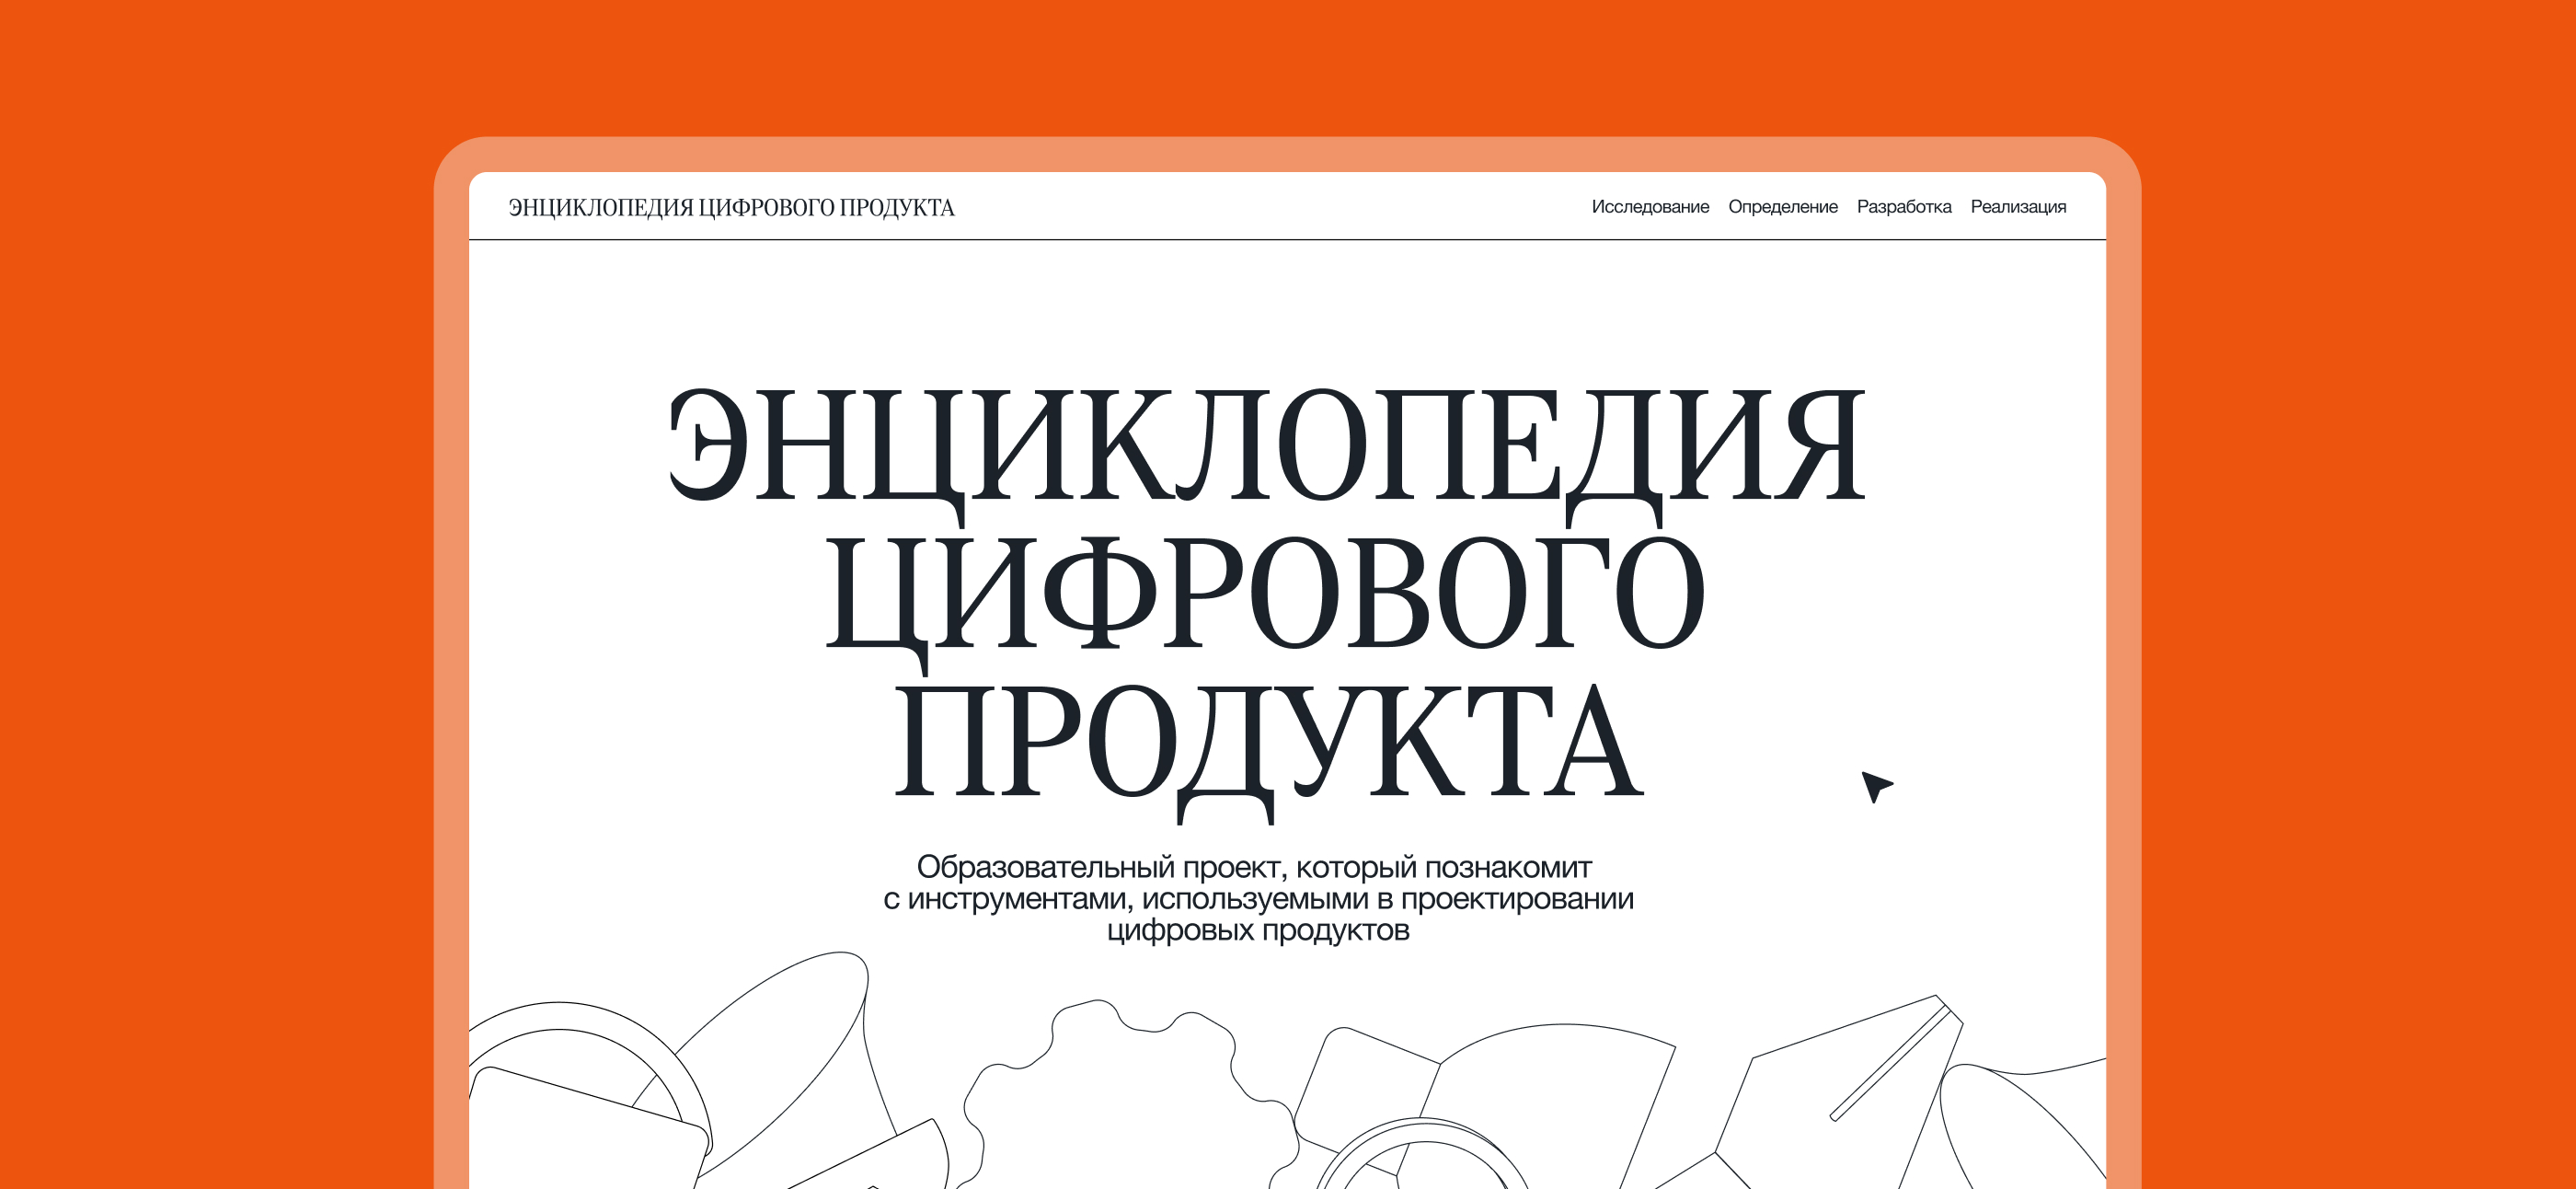 ЭНЦИКЛОПЕДИЯ ЦИФРОВОГО ПРОДУКТА
Исследование Определение Разработка Реализация
ЭНЦИКЛОПЕДИЯ
ЦИФРОВОГО
ПРОДУКТА
Образовательный проект, который познакомит
с инструментами, используемыми в проектировании
цифровых продуктов